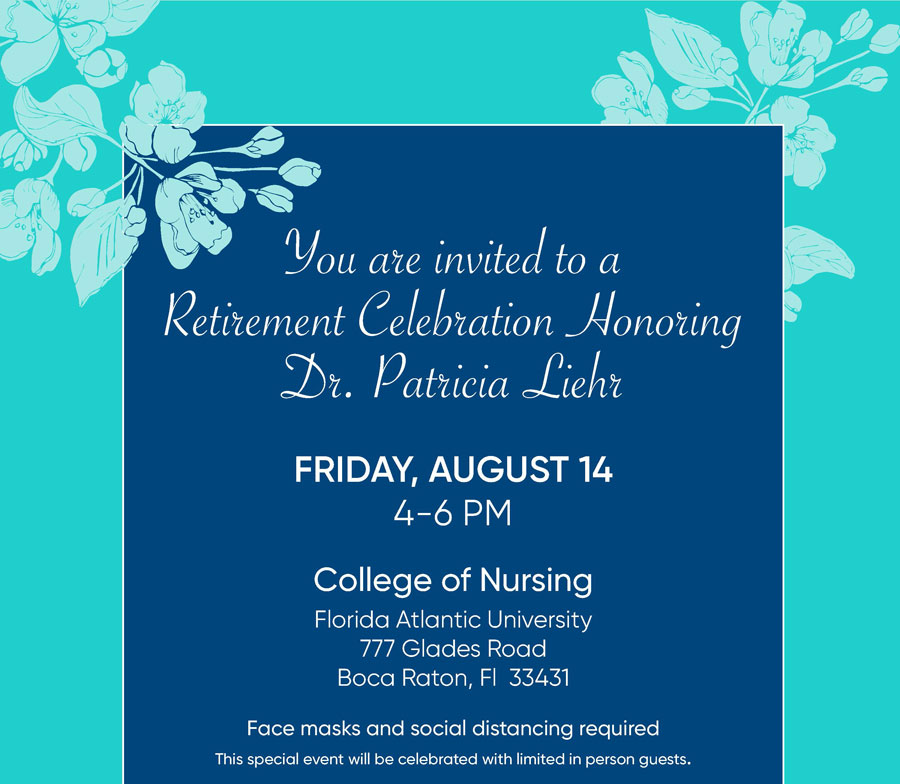 You are invited to a
Retirement Celebration Honoring
Dr. Patricia Liehr
FRIDAY, AUGUST 14
4-6 PM
College of Nursing
Florida Atlantic University
777 Glades Road
Boca Raton, Fl  33431
Face masks and social distancing required
This special event will be celebrated with limited in person guests.